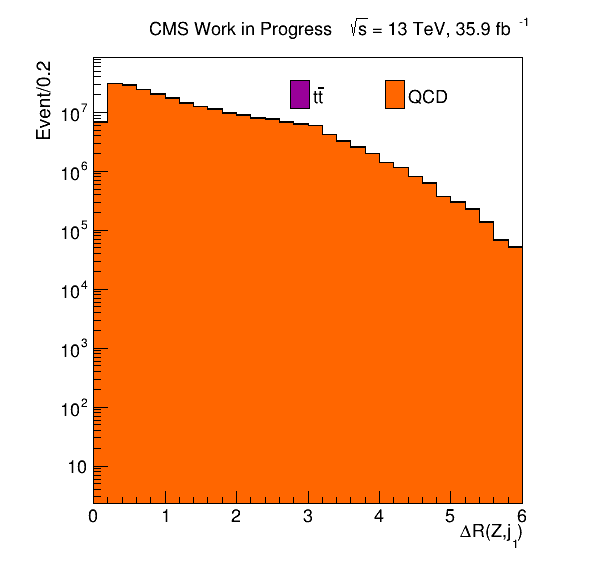 CMS Work in Progress √s = 13 TeV, 35.9 fb⁻¹
Event/0.2
tt̅ QCD
10⁷
10⁶
10⁵
10⁴
10³
10²
10
0 1 2 3 4 5 6
ΔR(Z,j₁)